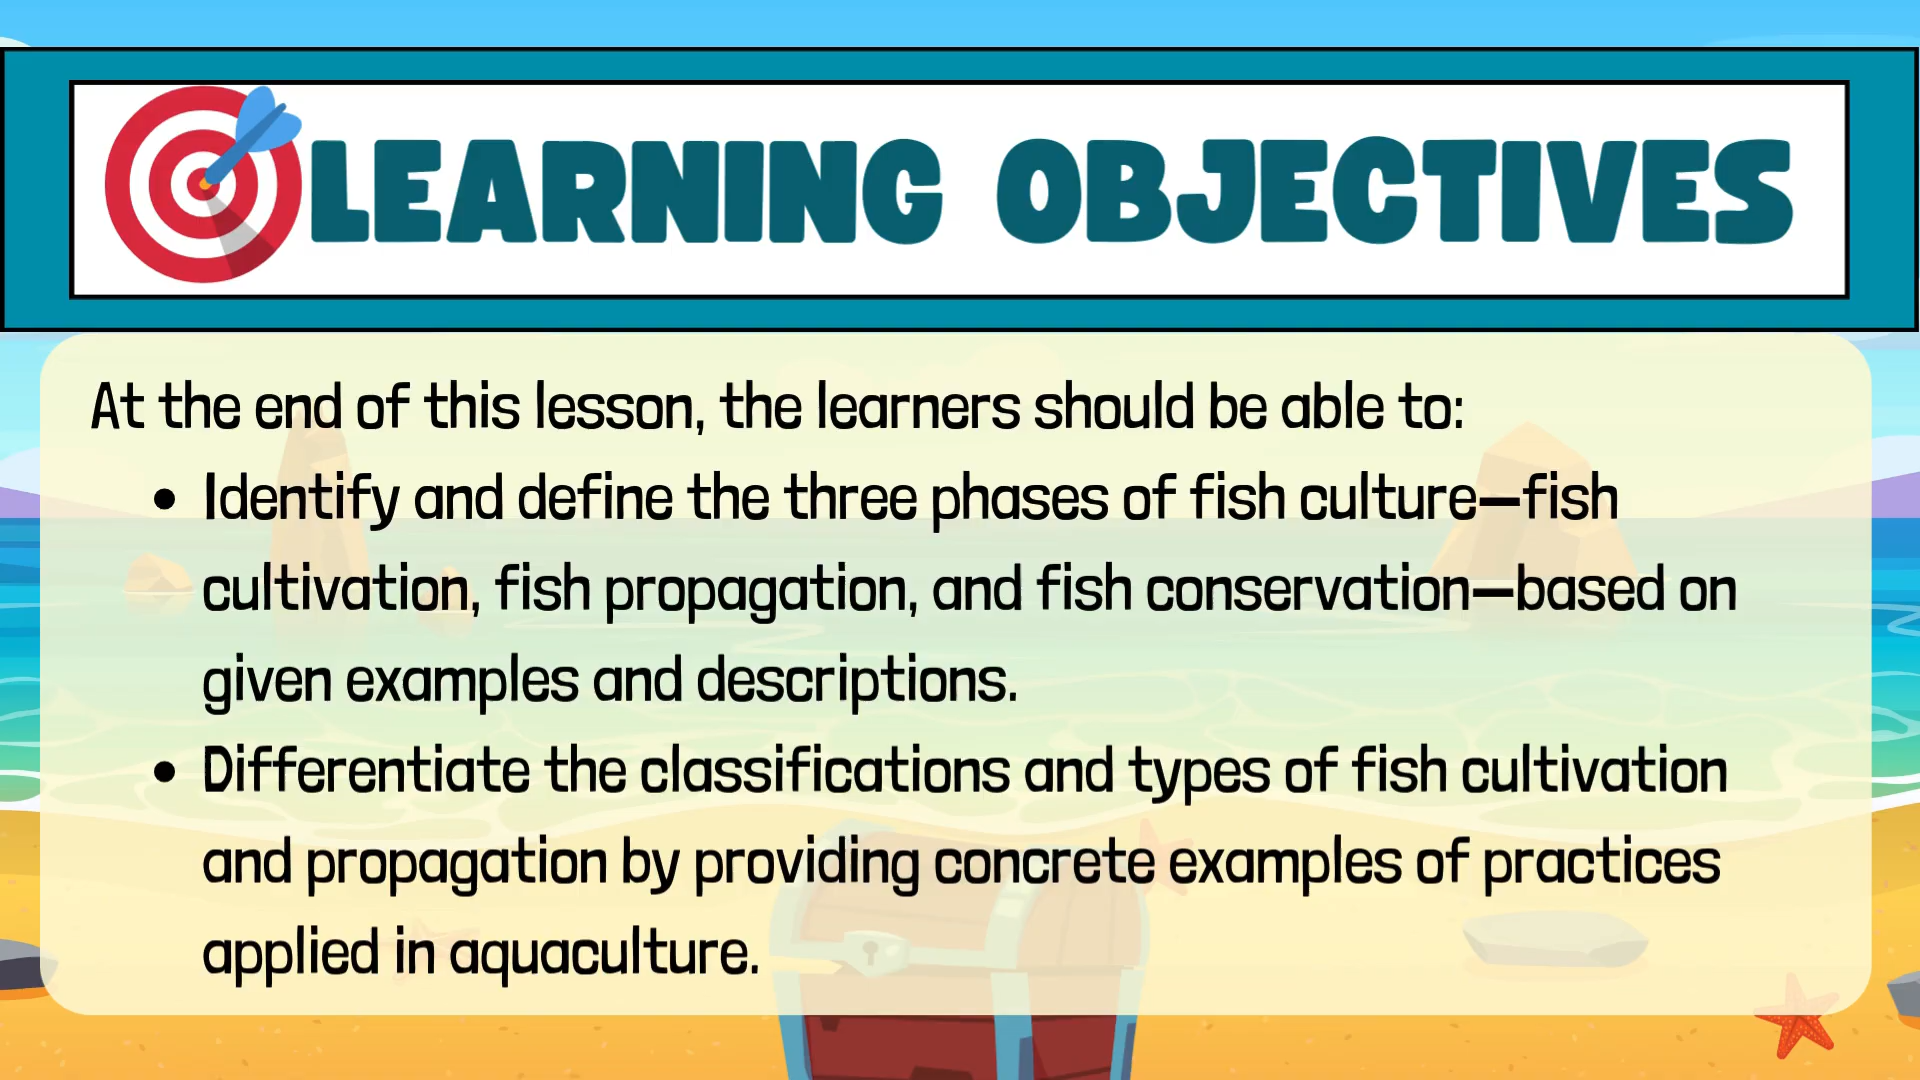 LEARNING OBJECTIVES
At the end of this lesson, the learners should be able to:
• Identify and define the three phases of fish culture—fish
cultivation, fish propagation, and fish conservation—based on
given examples and descriptions.
• Differentiate the classifications and types of fish cultivation
and propagation by providing concrete examples of practices
applied in aquaculture.